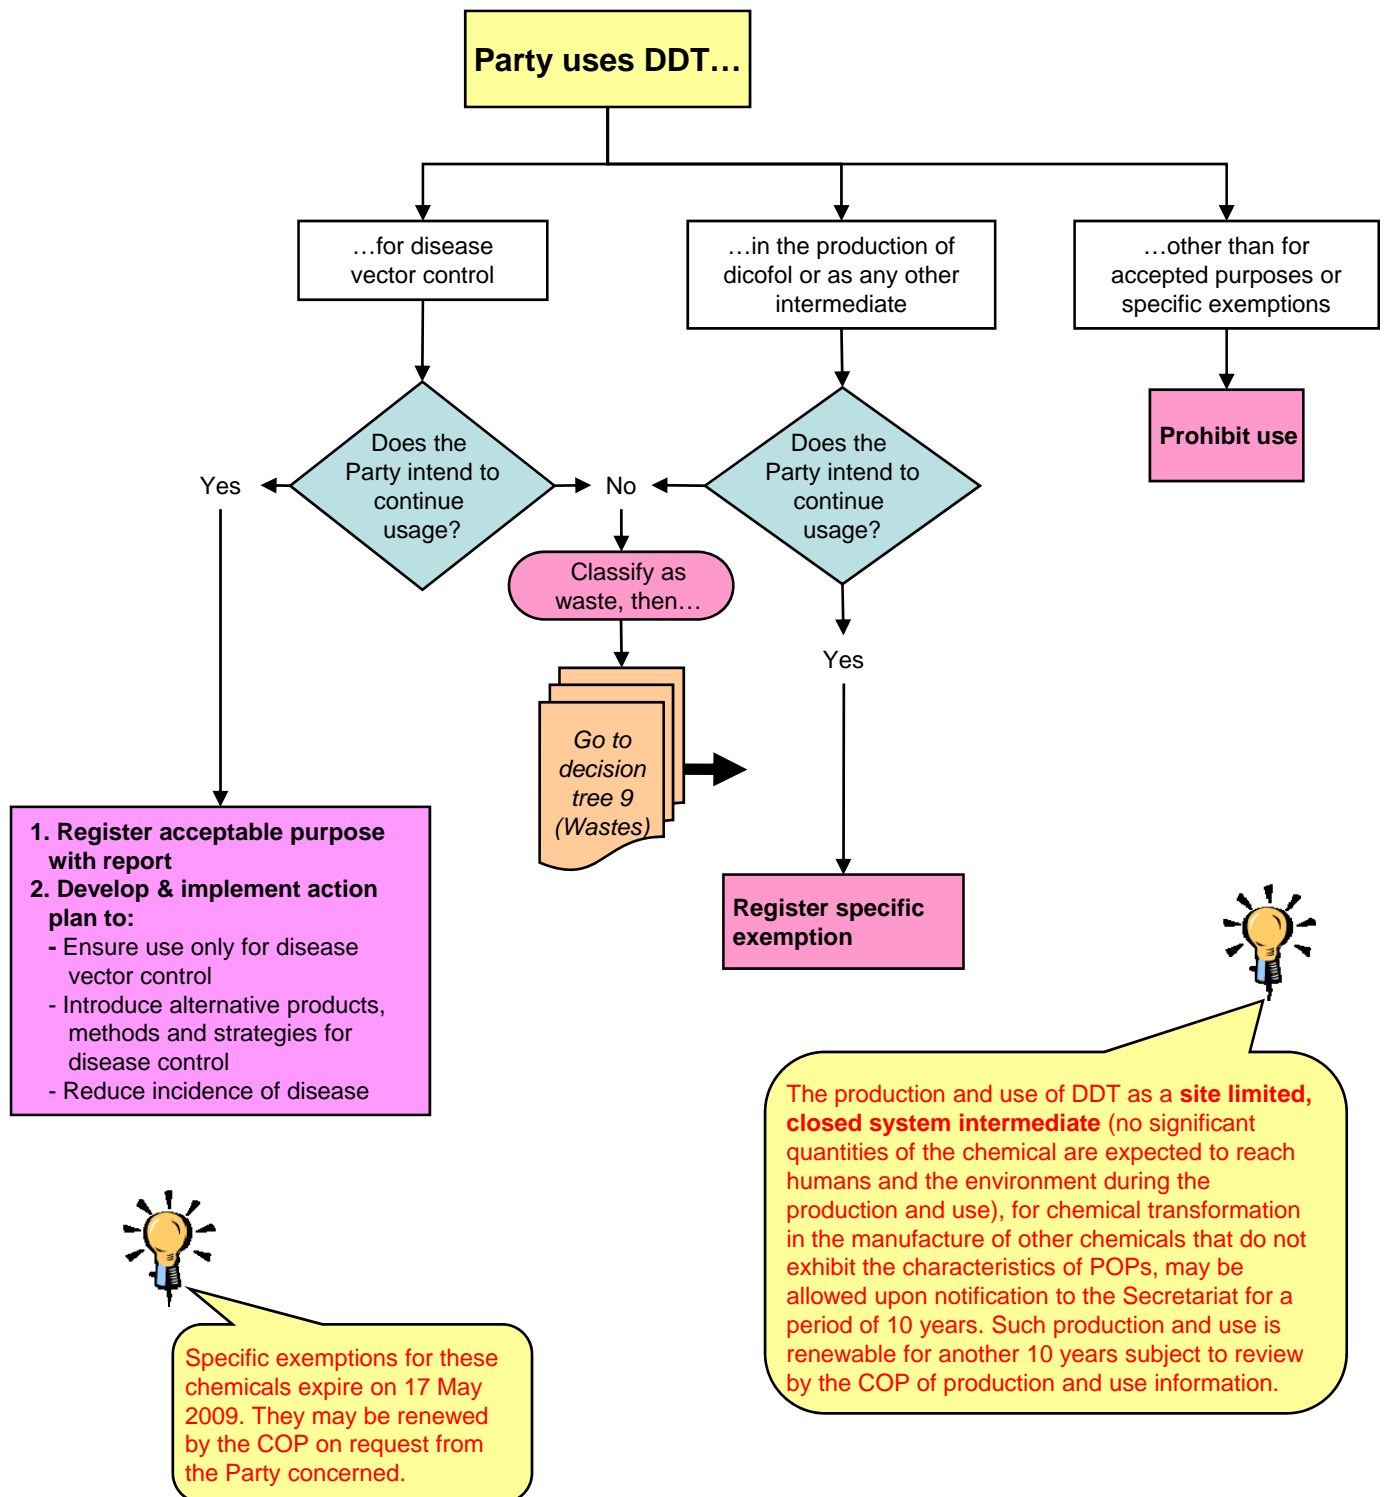 Party uses DDT…
…for disease
vector control
…in the production of
dicofol or as any other
intermediate
…other than for
accepted purposes or
specific exemptions
Does the
Party intend to
continue
usage?
Does the
Party intend to
continue
usage?
Prohibit use
Yes
No
Classify as
waste, then…
Yes
Go to
decision
tree 9
(Wastes)
1. Register acceptable purpose
with report
2. Develop & implement action
plan to:
- Ensure use only for disease
vector control
- Introduce alternative products,
methods and strategies for
disease control
- Reduce incidence of disease
Register specific
exemption
The production and use of DDT as a site limited,
closed system intermediate (no significant
quantities of the chemical are expected to reach
humans and the environment during the
production and use), for chemical transformation
in the manufacture of other chemicals that do not
exhibit the characteristics of POPs, may be
allowed upon notification to the Secretariat for a
period of 10 years. Such production and use is
renewable for another 10 years subject to review
by the COP of production and use information.
Specific exemptions for these
chemicals expire on 17 May
2009. They may be renewed
by the COP on request from
the Party concerned.